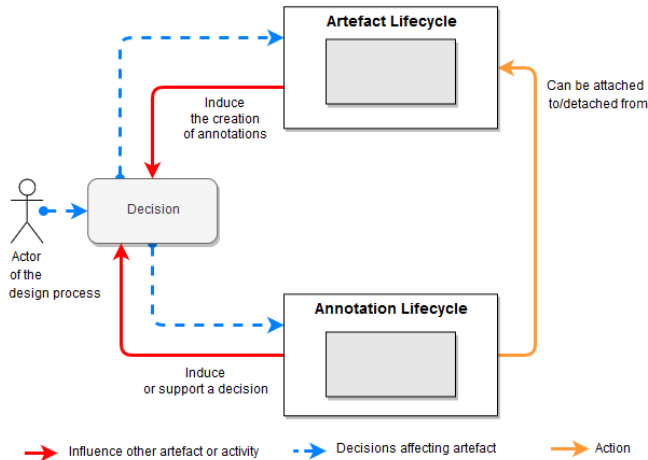 Artefact Lifecycle
Can be attached
to/detached from
Induce
the creation
of annotations
Decision
Actor
of the
design process
Annotation Lifecycle
Induce
or support a decision
Influence other artefact or activity
Decisions affecting artefact
Action